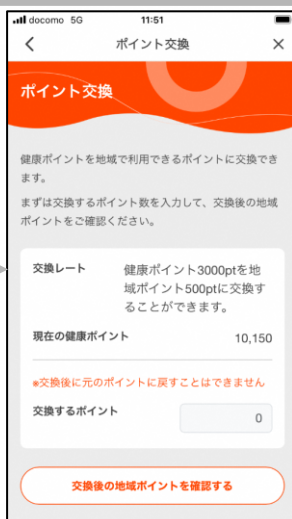 docomo 5G 11:51
ポイント交換
ポイント交換
健康ポイントを地域で利用できるポイントに交換でき
ます。
まずは交換するポイント数を入力して、交換後の地域
ポイントをご確認ください。
交換レート 健康ポイント3000ptを地
域ポイント500ptに交換す
ることができます。
現在の健康ポイント 10,150
※交換後に元のポイントに戻すことはできません
交換するポイント 0
交換後の地域ポイントを確認する